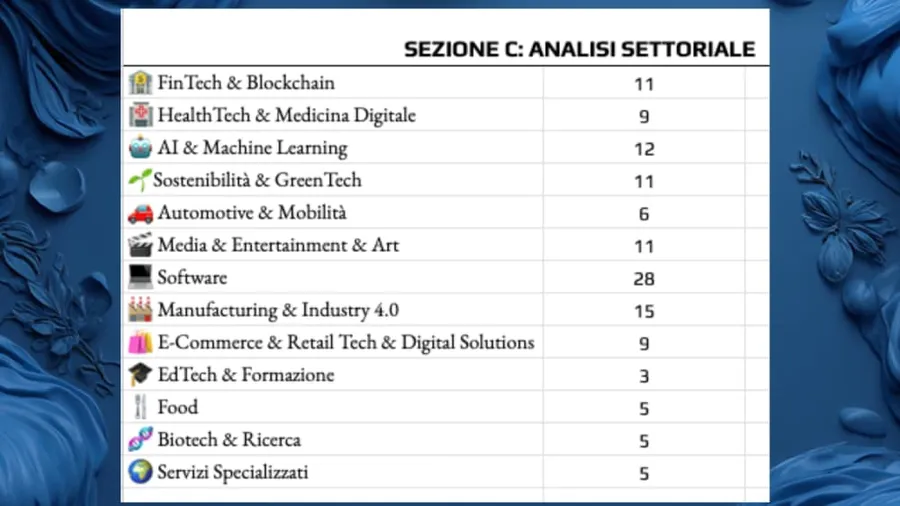 SEZIONE C: ANALISI SETTORIALE
FinTech & Blockchain 11
HealthTech & Medicina Digitale 9
AI & Machine Learning 12
Sostenibilità & GreenTech 11
Automotive & Mobilità 6
Media & Entertainment & Art 11
Software 28
Manufacturing & Industry 4.0 15
E-Commerce & Retail Tech & Digital Solutions 9
EdTech & Formazione 3
Food 5
Biotech & Ricerca 5
Servizi Specializzati 5